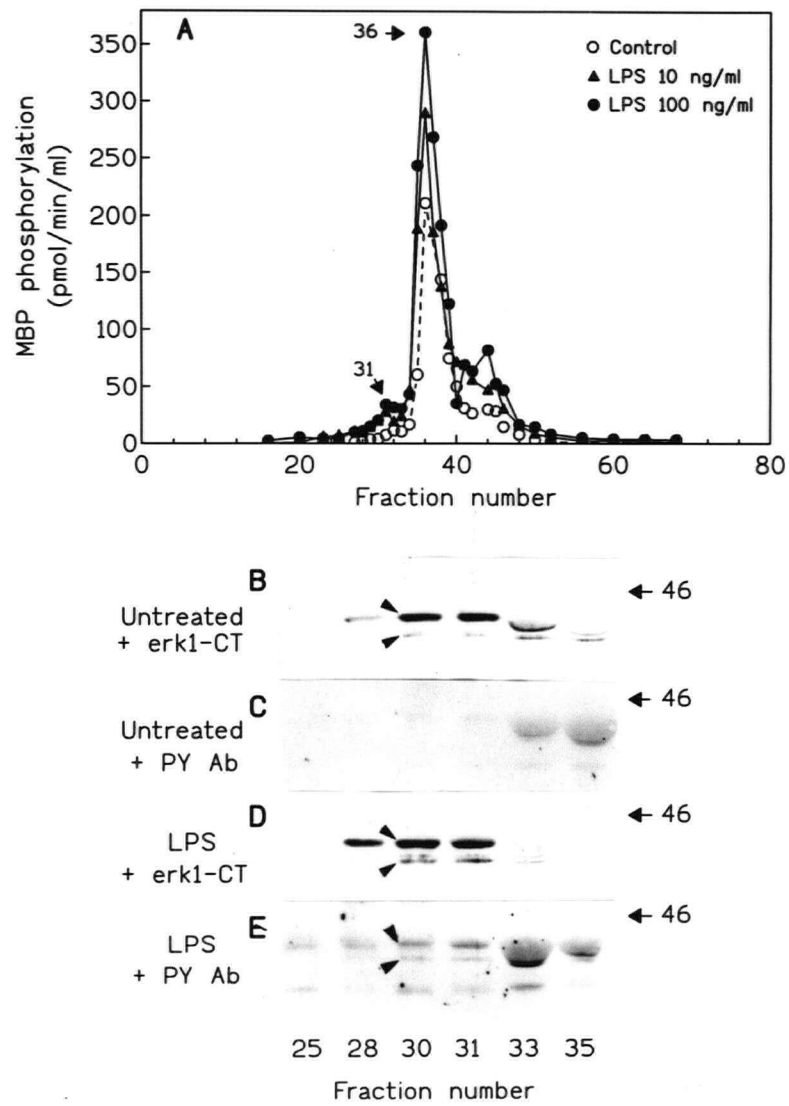 A
36
31
Control
LPS 10 ng/ml
LPS 100 ng/ml
MBP phosphorylation
(pmol/min/ml)
350
300
250
200
150
100
50
0
0 20 40 60 80
Fraction number
B
Untreated
+ erk1-CT
46
C
Untreated
+ PY Ab
46
D
LPS
+ erk1-CT
46
E
LPS
+ PY Ab
46
25 28 30 31 33 35
Fraction number